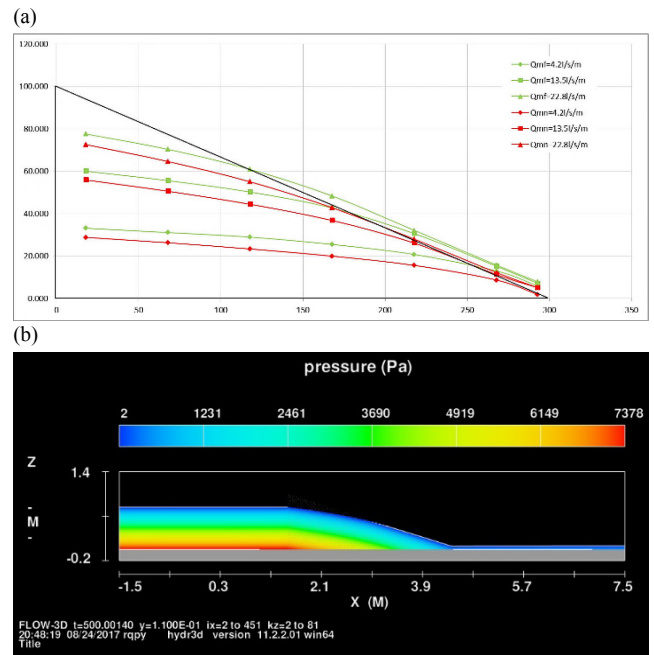 (a)
120.000
100.000
80.000
60.000
40.000
20.000
0.000
0 50 100 150 200 250 300 350
Qmf=4.2l/s/m
Qmf=13.5l/s/m
Qmf=22.8l/s/m
Qmn=4.2l/s/m
Qmn=13.5l/s/m
Qmn=22.8l/s/m
(b)
pressure (Pa)
2 1231 2461 3690 4919 6149 7378
Z
1.4
-
M
-
-0.2
-1.5 0.3 2.1 3.9 5.7 7.5
X (M)
FLOW-3D t=500.00140 y=1.100E-01 ix=2 to 451 kz=2 to 81
20:48:19 08/24/2017 rqpy hydr3d version 11.2.2.01 win64
Title